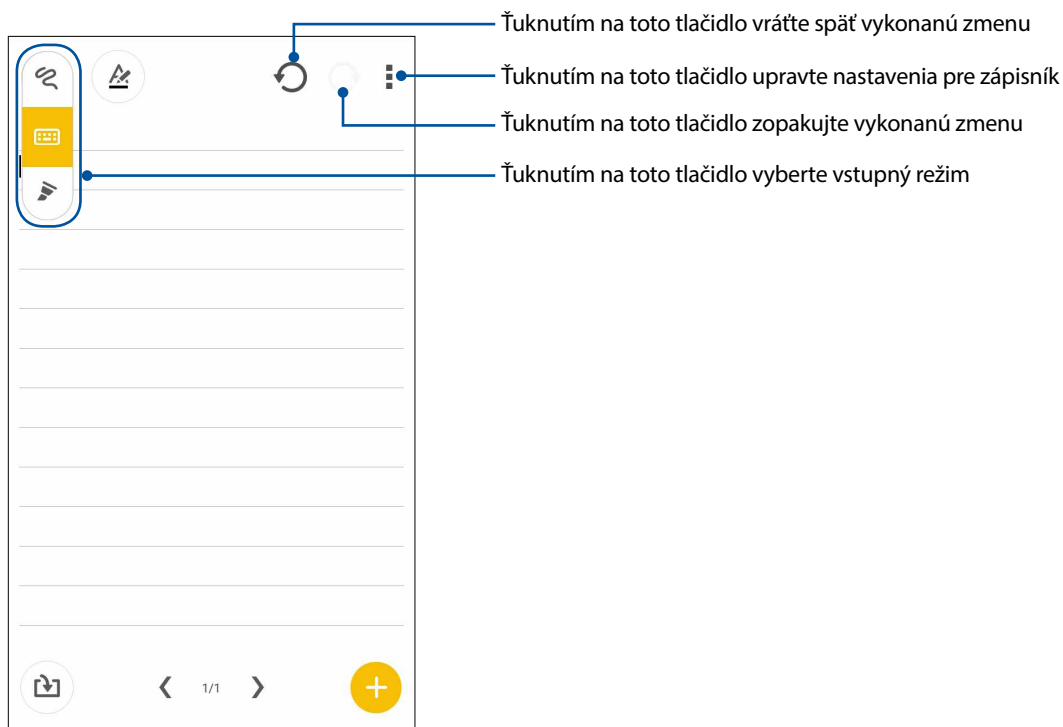 Ťuknutím na toto tlačidlo vráťte späť vykonanú zmenu
Ťuknutím na toto tlačidlo upravte nastavenia pre zápisník
Ťuknutím na toto tlačidlo zopakujte vykonanú zmenu
Ťuknutím na toto tlačidlo vyberte vstupný režim
1/1